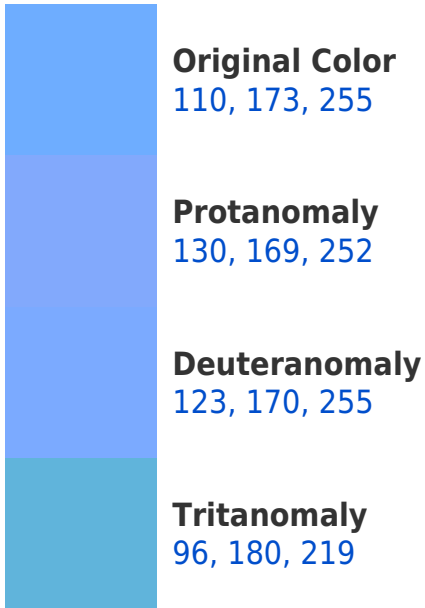 Original Color
110, 173, 255
Protanomaly
130, 169, 252
Deuteranomaly
123, 170, 255
Tritanomaly
96, 180, 219